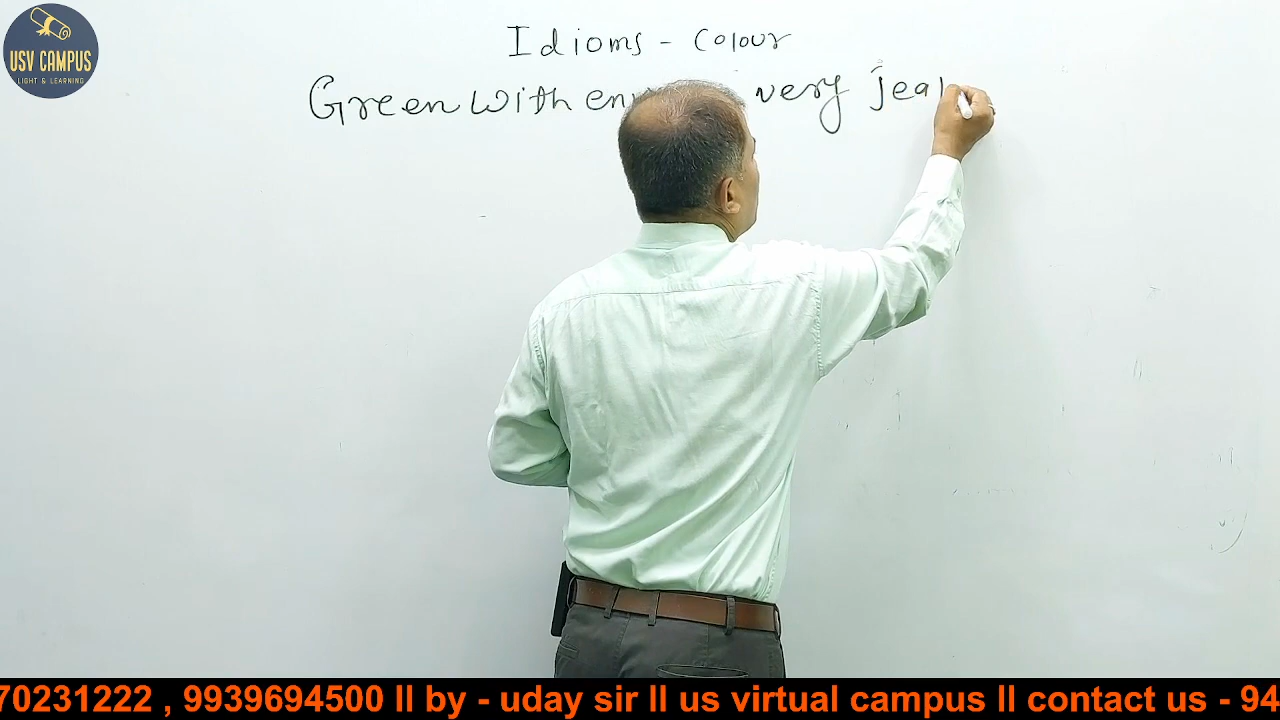 USV CAMPUS
LIGHT & LEARNING
Idioms - Colour
Green with very
70231222 , 9939694500 ll by - uday sir ll us virtual campus ll contact us - 94